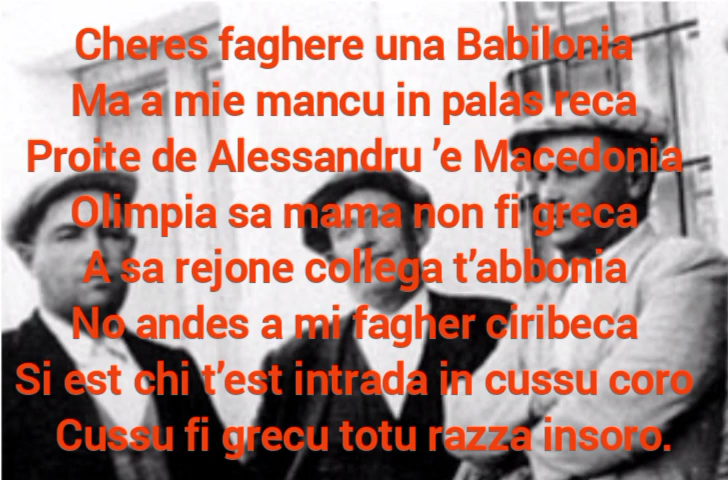 Cheres faghere una Babilonia
Ma a mie mancu in palas reca
Proite de Alessandru 'e Macedonia
Olimpia sa mama non fi greca
A sa rejone collega t'abbonia
No andes a mi fagher ciribeca
Si est chi t'est intrada in cussu coro
Cussu fi grecu totu razza insoro.